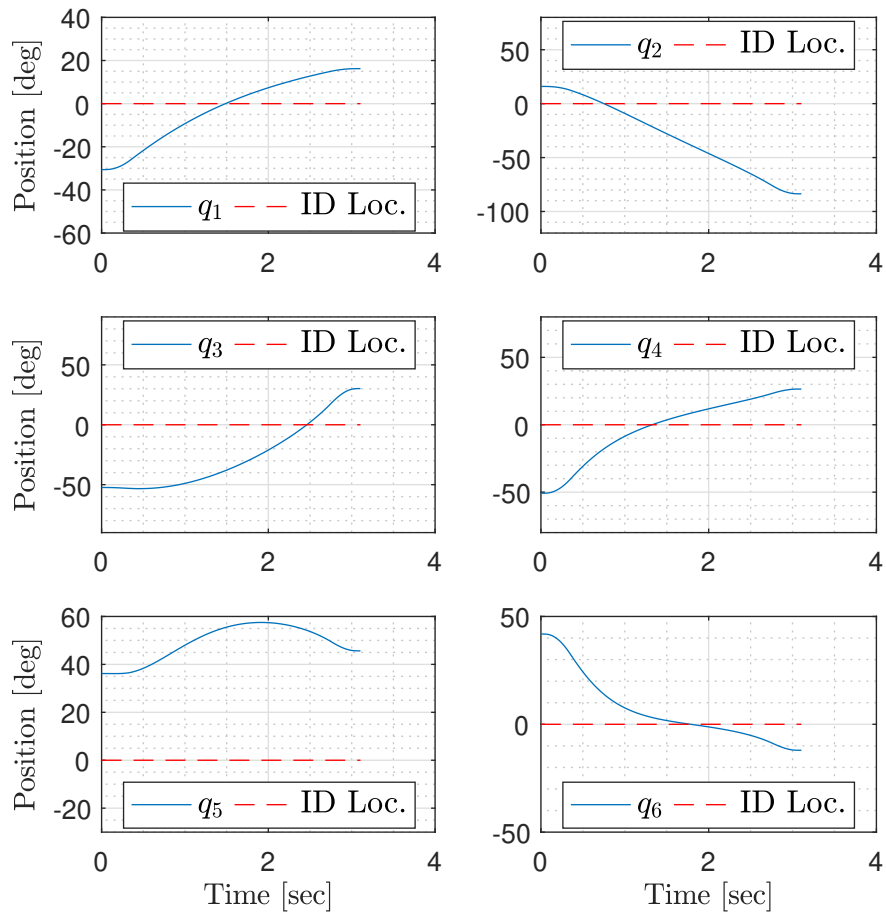 Position [deg]
40
20
0
-20
-40
-60
q1 ID Loc.
0 2 4
50
0
-50
-100
q2 ID Loc.
0 2 4
Position [deg]
50
0
-50
q3 ID Loc.
0 2 4
50
0
-50
q4 ID Loc.
0 2 4
Position [deg]
60
40
20
0
-20
q5 ID Loc.
0 2 4
Time [sec]
50
0
-50
q6 ID Loc.
0 2 4
Time [sec]